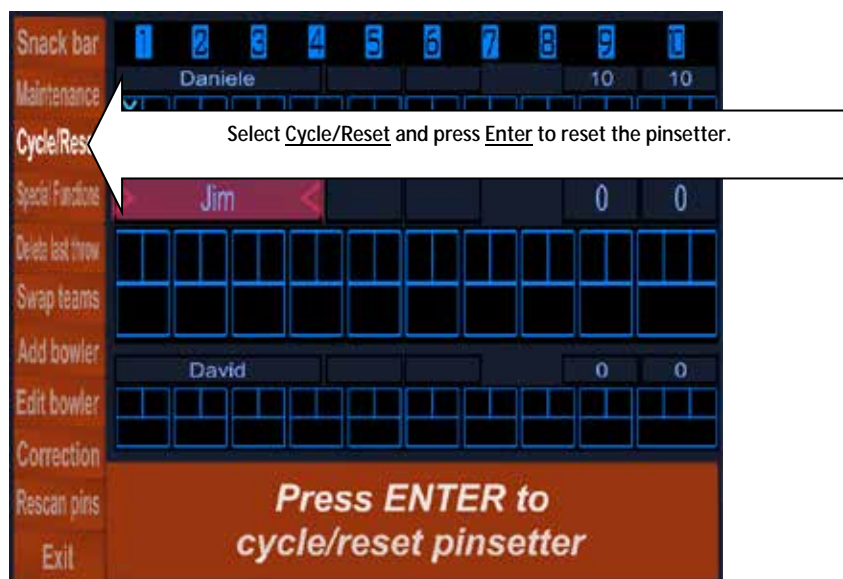 Snack bar
Maintenance
Cycle/Res
Special Functions
Delete last throw
Swap teams
Add bowler
Edit bowler
Correction
Rescan pins
Exit
1 2 3 4 5 6 7 8 9 10
Daniele 10 10
X
Select Cycle/Reset and press Enter to reset the pinsetter.
> Jim < 0 0
David 0 0
Press ENTER to
cycle/reset pinsetter